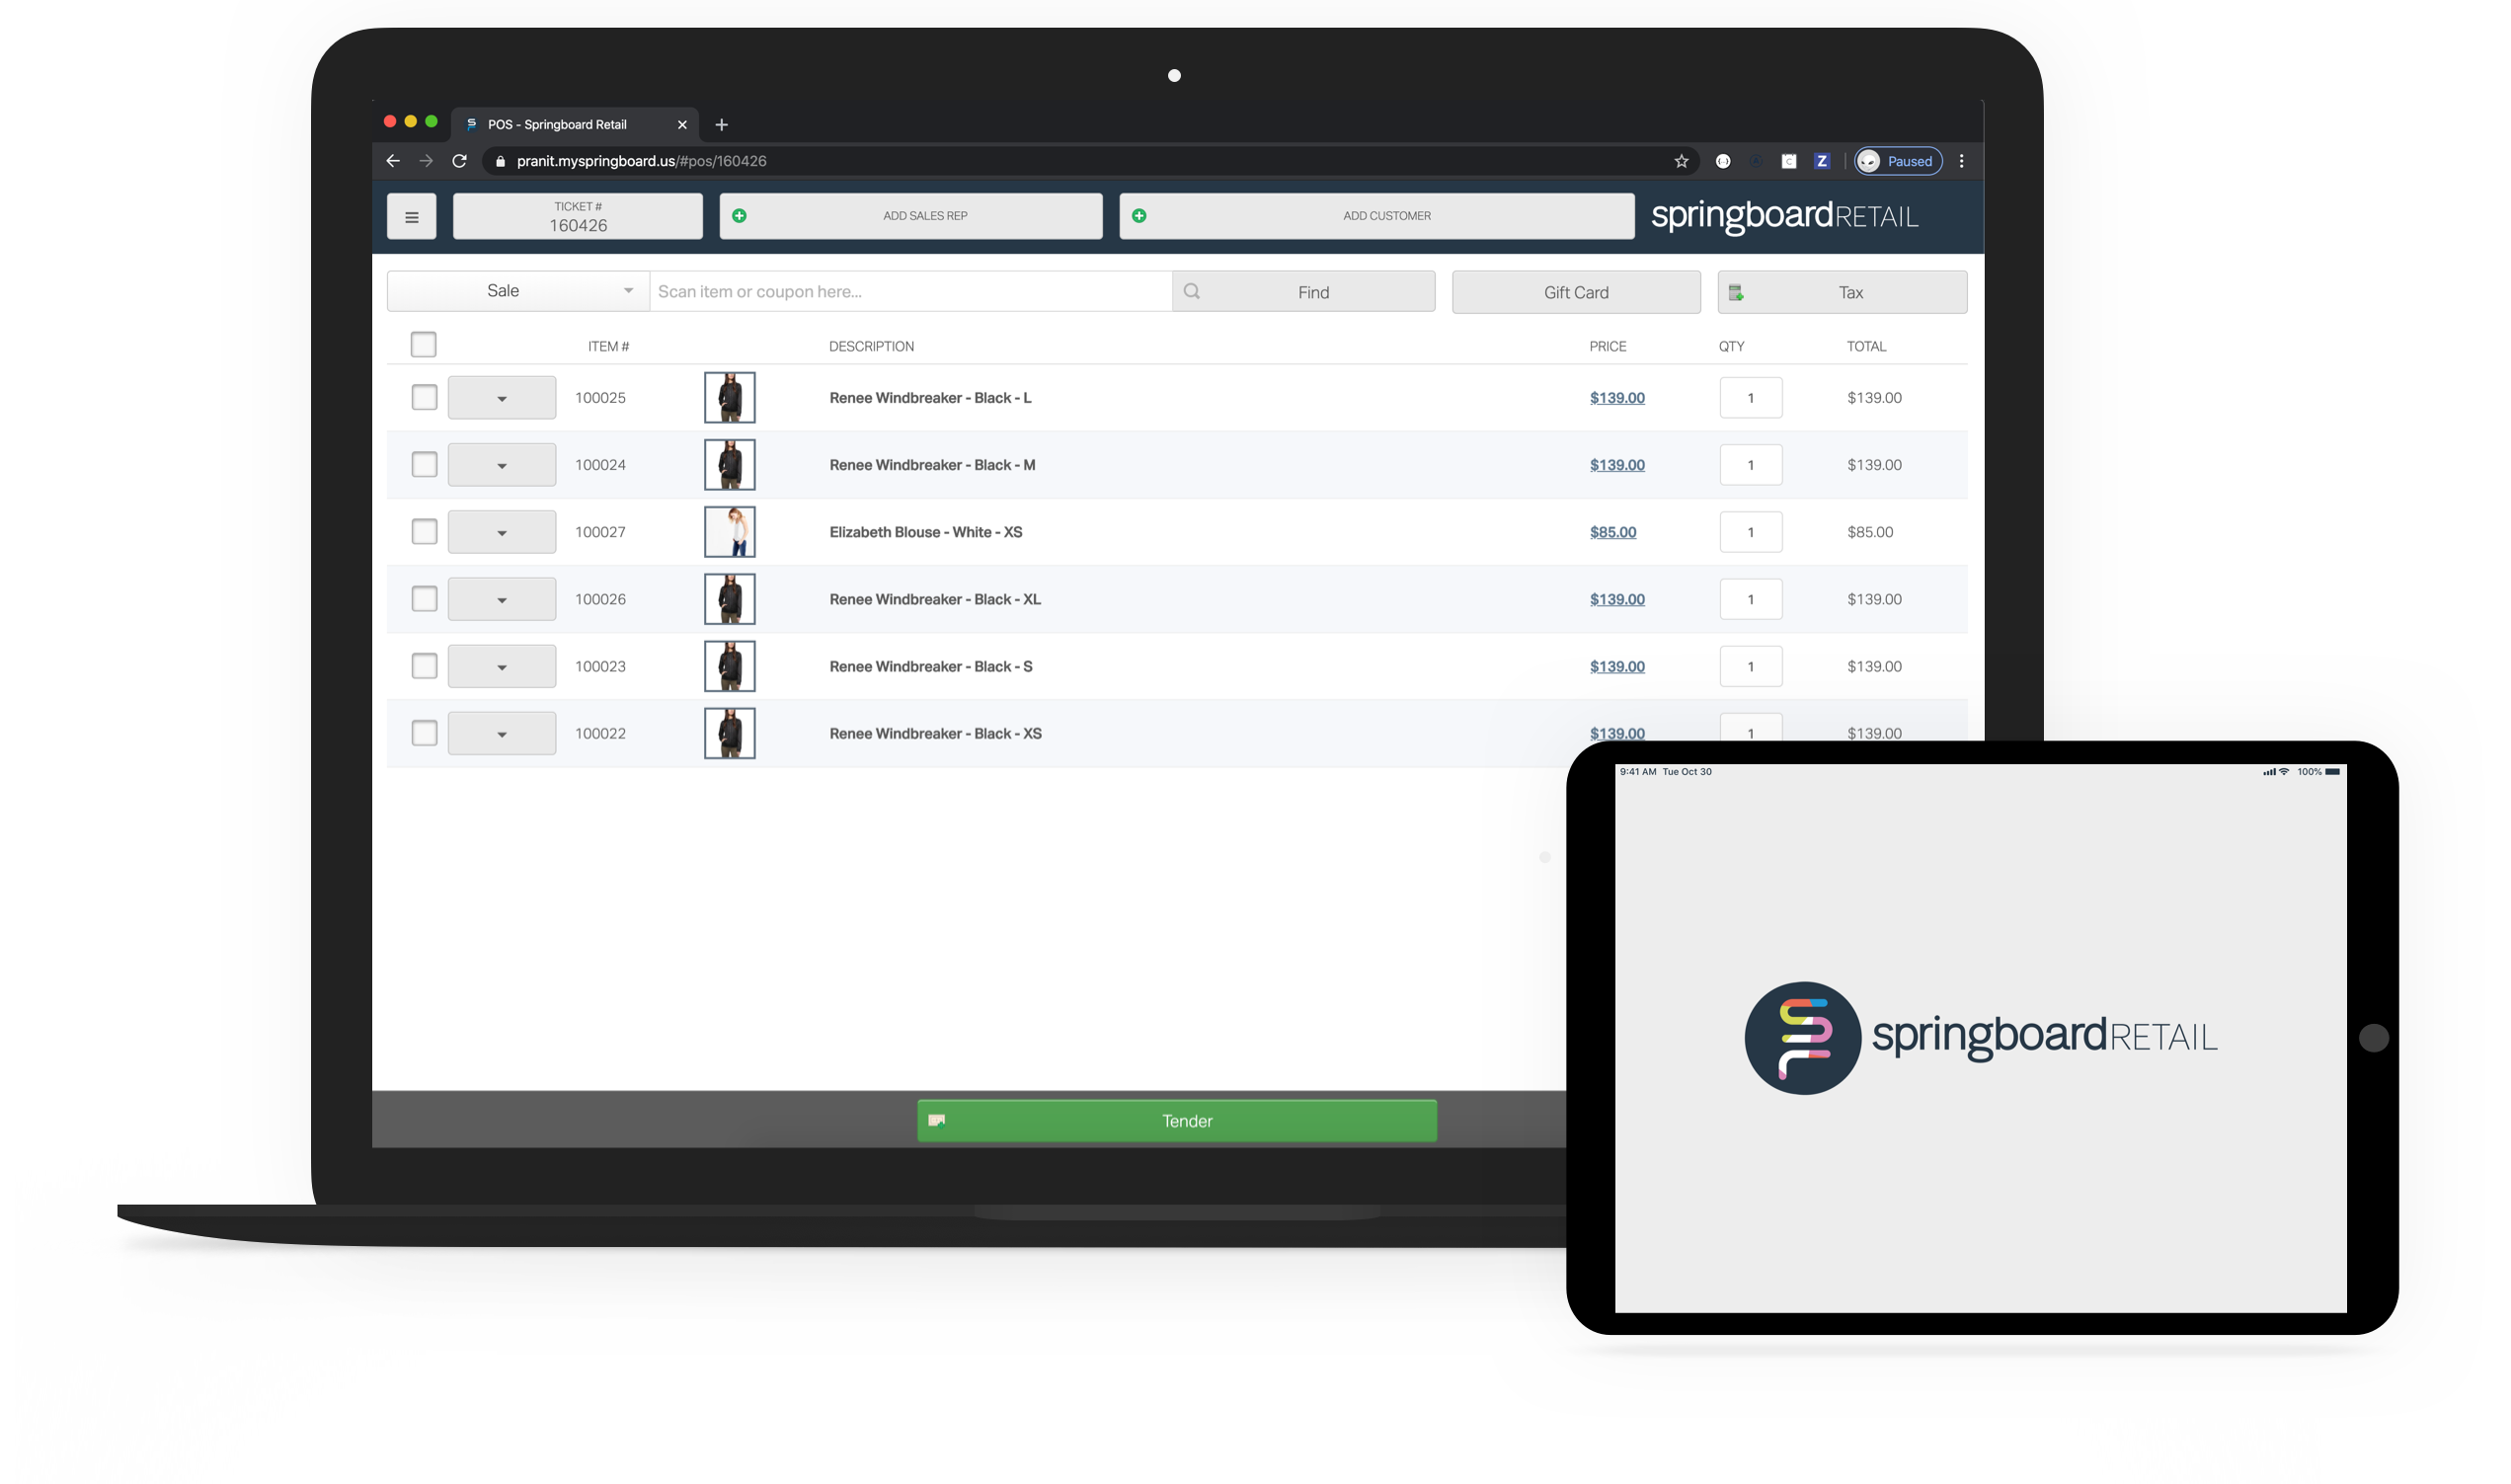 POS - Springboard Retail
pranit.myspringboard.us/#pos/160426
Paused
TICKET #
160426
ADD SALES REP
ADD CUSTOMER
springboardRETAIL
Sale
Scan item or coupon here...
Find
Gift Card
Tax
ITEM # DESCRIPTION PRICE QTY TOTAL
100025 Renee Windbreaker - Black - L $139.00 1 $139.00
100024 Renee Windbreaker - Black - M $139.00 1 $139.00
100027 Elizabeth Blouse - White - XS $85.00 1 $85.00
100026 Renee Windbreaker - Black - XL $139.00 1 $139.00
100023 Renee Windbreaker - Black - S $139.00 1 $139.00
100022 Renee Windbreaker - Black - XS $139.00 1 $139.00
Tender
9:41 AM Tue Oct 30
100%
springboardRETAIL